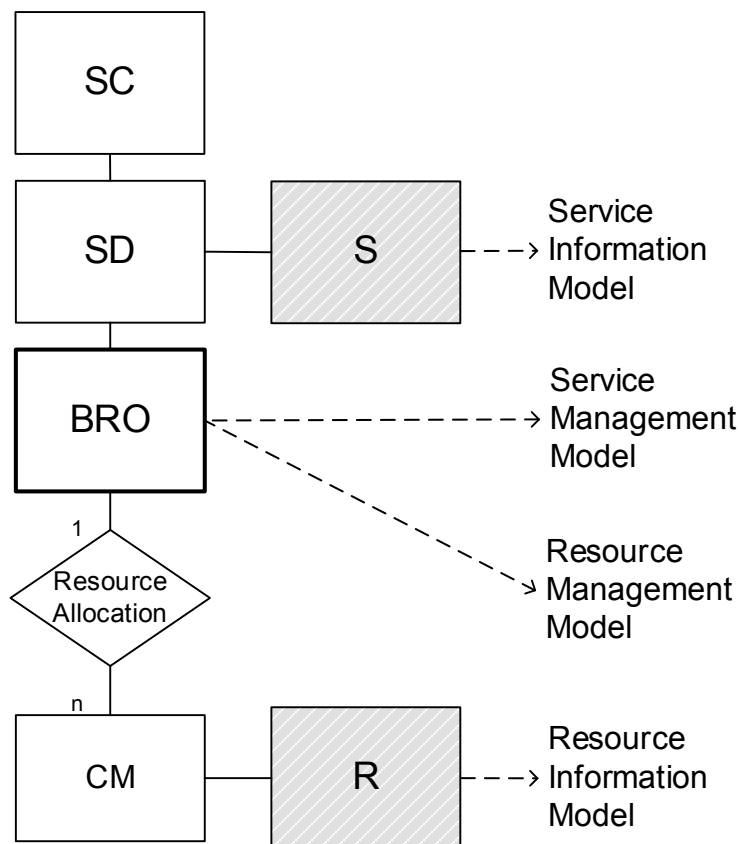 SC
SD
S
Service
Information
Model
BRO
Service
Management
Model
1
Resource
Allocation
Resource
Management
Model
n
CM
R
Resource
Information
Model